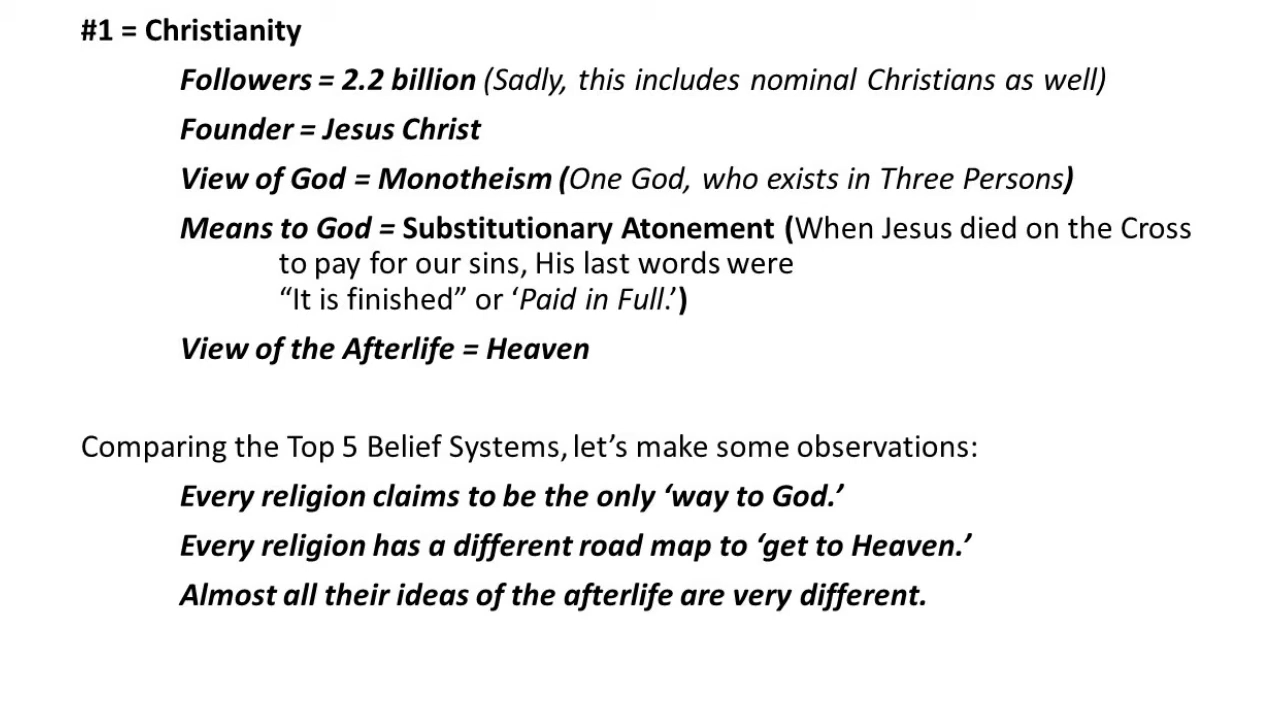 #1 = Christianity
Followers = 2.2 billion (Sadly, this includes nominal Christians as well)
Founder = Jesus Christ
View of God = Monotheism (One God, who exists in Three Persons)
Means to God = Substitutionary Atonement (When Jesus died on the Cross
to pay for our sins, His last words were
“It is finished” or ‘Paid in Full.’)
View of the Afterlife = Heaven
Comparing the Top 5 Belief Systems, let’s make some observations:
Every religion claims to be the only ‘way to God.’
Every religion has a different road map to ‘get to Heaven.’
Almost all their ideas of the afterlife are very different.